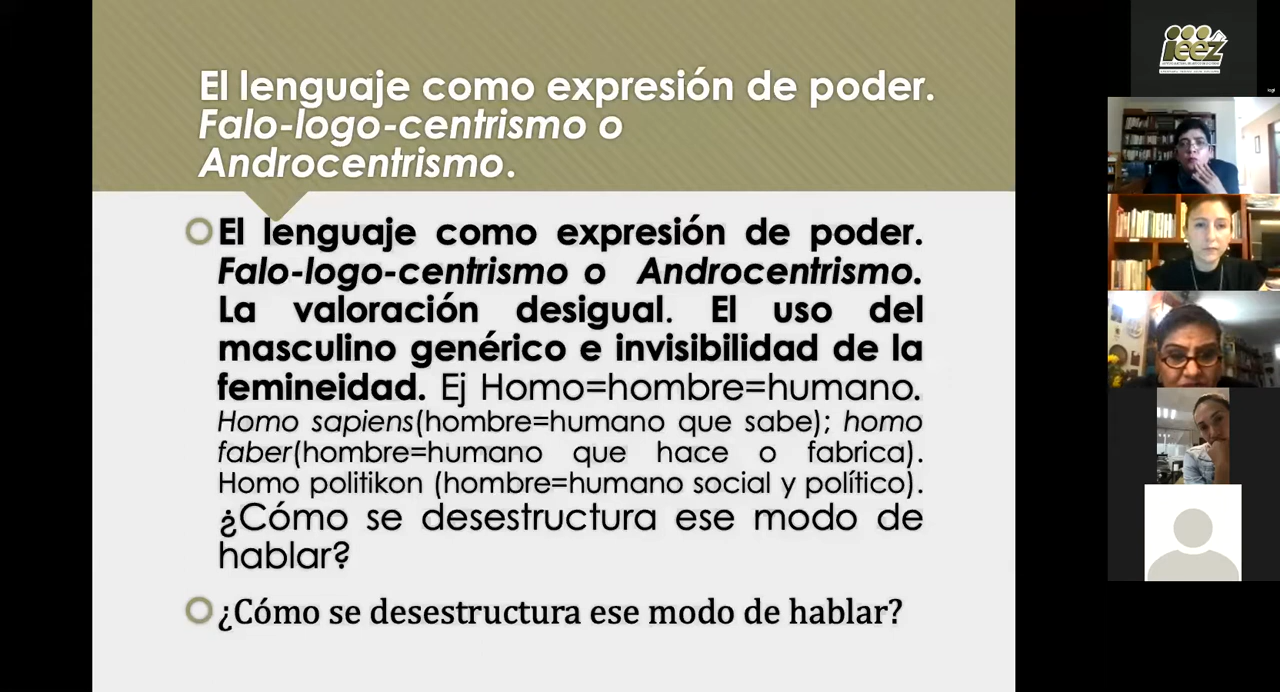 El lenguaje como expresión de poder.
Falo-logo-centrismo o
Androcentrismo.
El lenguaje como expresión de poder.
Falo-logo-centrismo o Androcentrismo.
La valoración desigual. El uso del
masculino genérico e invisibilidad de la
femineidad. Ej Homo=hombre=humano.
Homo sapiens(hombre=humano que sabe); homo
faber(hombre=humano que hace o fabrica).
Homo politikon (hombre=humano social y político).
¿Cómo se desestructura ese modo de
hablar?
¿Cómo se desestructura ese modo de hablar?
ieez